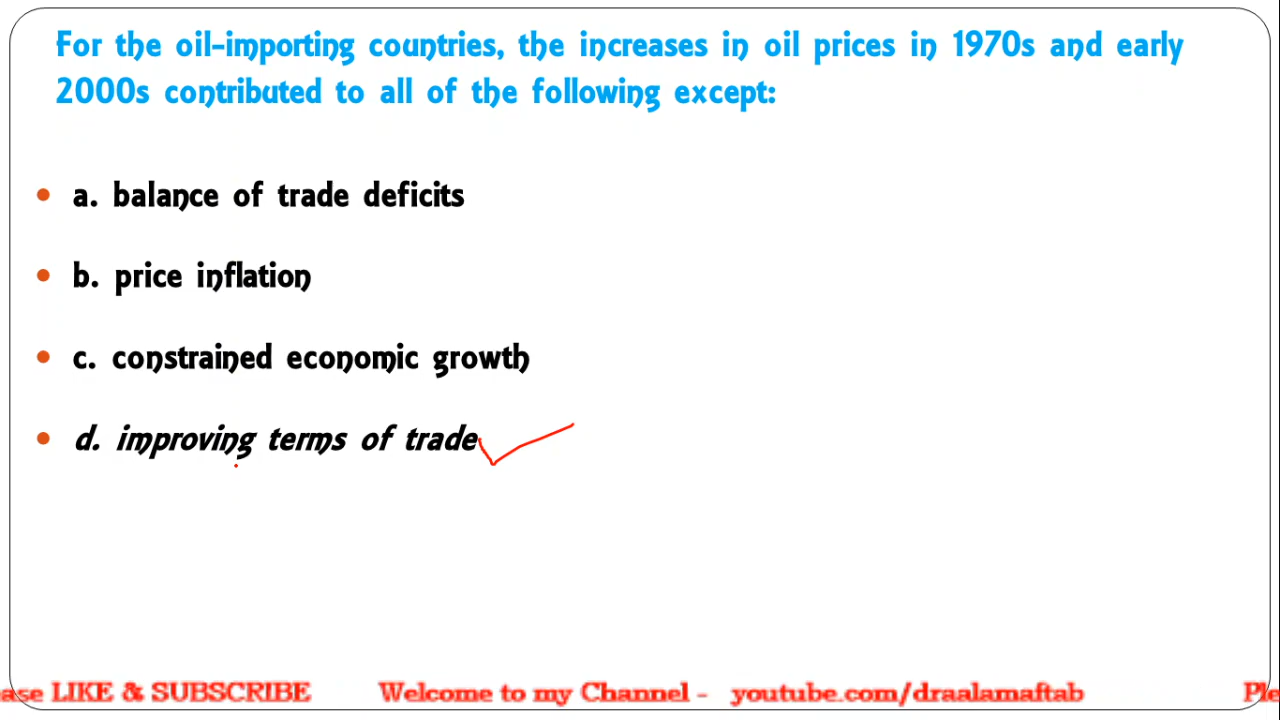 For the oil-importing countries, the increases in oil prices in 1970s and early
2000s contributed to all of the following except:
a. balance of trade deficits
b. price inflation
c. constrained economic growth
d. improving terms of trade
ase LIKE & SUBSCRIBE Welcome to my Channel - youtube.com/draalamaftab Ple